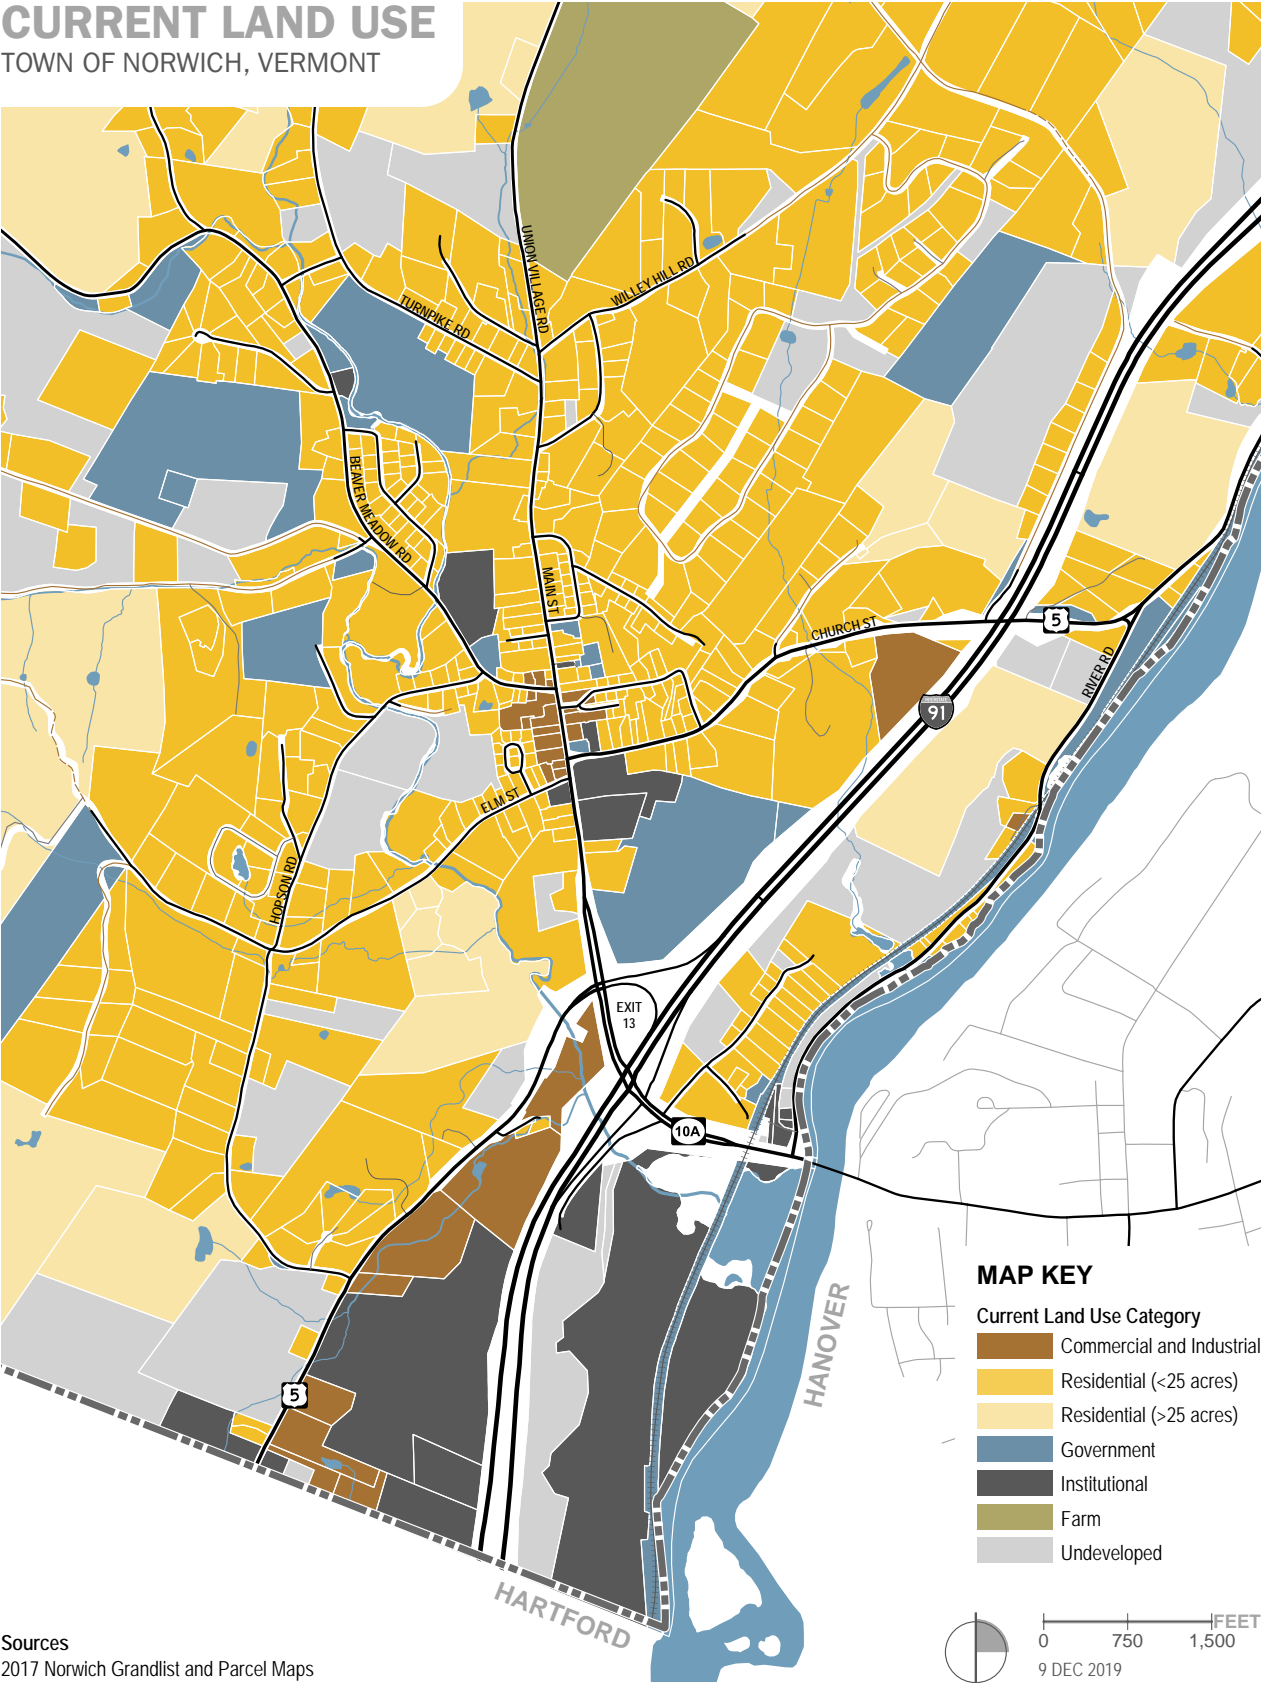 CURRENT LAND USE
TOWN OF NORWICH, VERMONT
UNION VILLAGE RD
WILLEY HILL RD
TURNPIKE RD
BEAVER MEADOW RD
MAIN ST
CHURCH ST
5
RIVER RD
91
ELM ST
HOPSON RD
EXIT
13
10A
HANOVER
5
HARTFORD
MAP KEY
Current Land Use Category
Commercial and Industrial
Residential (<25 acres)
Residential (>25 acres)
Government
Institutional
Farm
Undeveloped
FEET
0 750 1,500
9 DEC 2019
Sources
2017 Norwich Grandlist and Parcel Maps